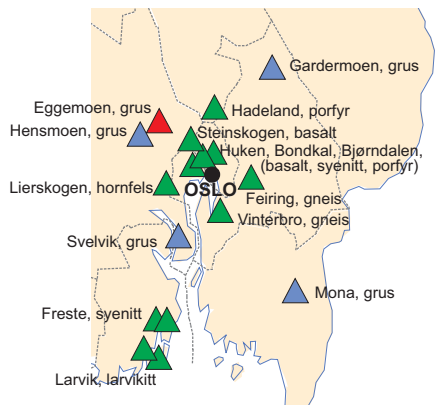 Gardermoen, grus
Eggemoen, grus
Hadeland, porfyr
Hensmoen, grus
Steinskogen, basalt
Huken, Bondkal, Bjørndalen,
(basalt, syenitt, porfyr)
Lierskogen, hornfels
OSLO
Feiring, gneis
Vinterbro, gneis
Svelvik, grus
Mona, grus
Freste, syenitt
Larvik, larvikitt